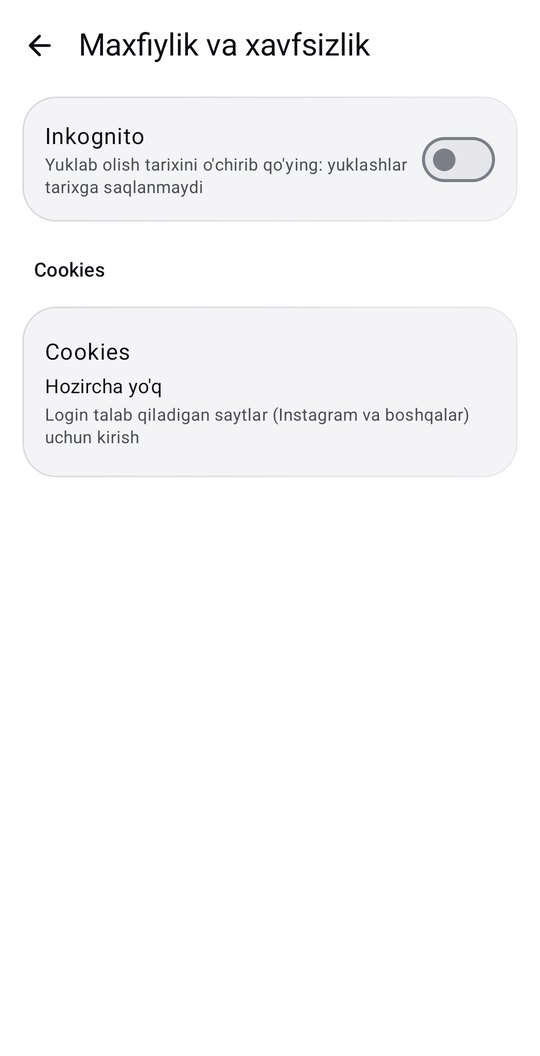 Maxfiylik va xavfsizlik
Inkognito
Yuklab olish tarixini o'chirib qo'ying: yuklashlar
tarixga saqlanmaydi
Cookies
Cookies
Hozircha yo'q
Login talab qiladigan saytlar (Instagram va boshqalar)
uchun kirish